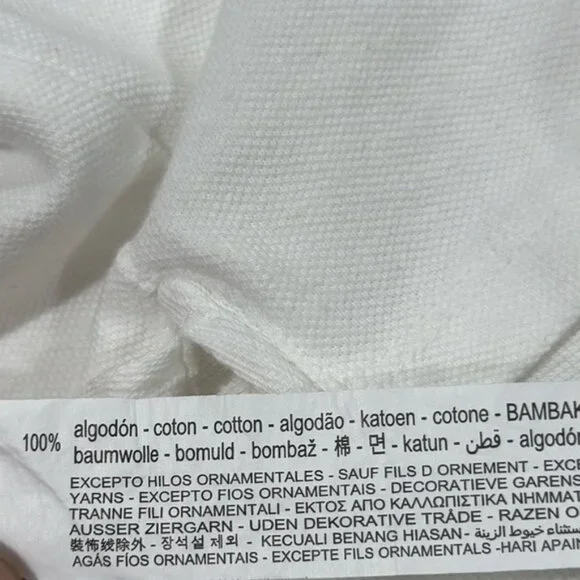 100% algodón - coton - cotton - algodão - katoen - cotone - BAMBAK
baumwolle - bomuld - bombaž - 棉 - 면 - katun - قطن - algodón
EXCEPTO HILOS ORNAMENTALES - SAUF FILS D ORNEMENT - EXCE
YARNS - EXCEPTO FIOS ORNAMENTAIS - DECORATIEVE GARENS
TRANNE FILI ORNAMENTALI - ΕΚΤΟΣ ΑΠΟ ΚΑΛΛΩΠΙΣΤΙΚΑ ΝΗΜΜΑΤ
AUSSER ZIERGARN - UDEN DEKORATIVE TRÅDE - RAZEN O
裝佈綫除外 - 장석설 제외 - KECUALI BENANG HIASAN- باستثناء خيوط الزينة
AGÁS FÍOS ORNAMENTAIS - EXCEPTE FILS ORNAMENTALS -HARI APAIN